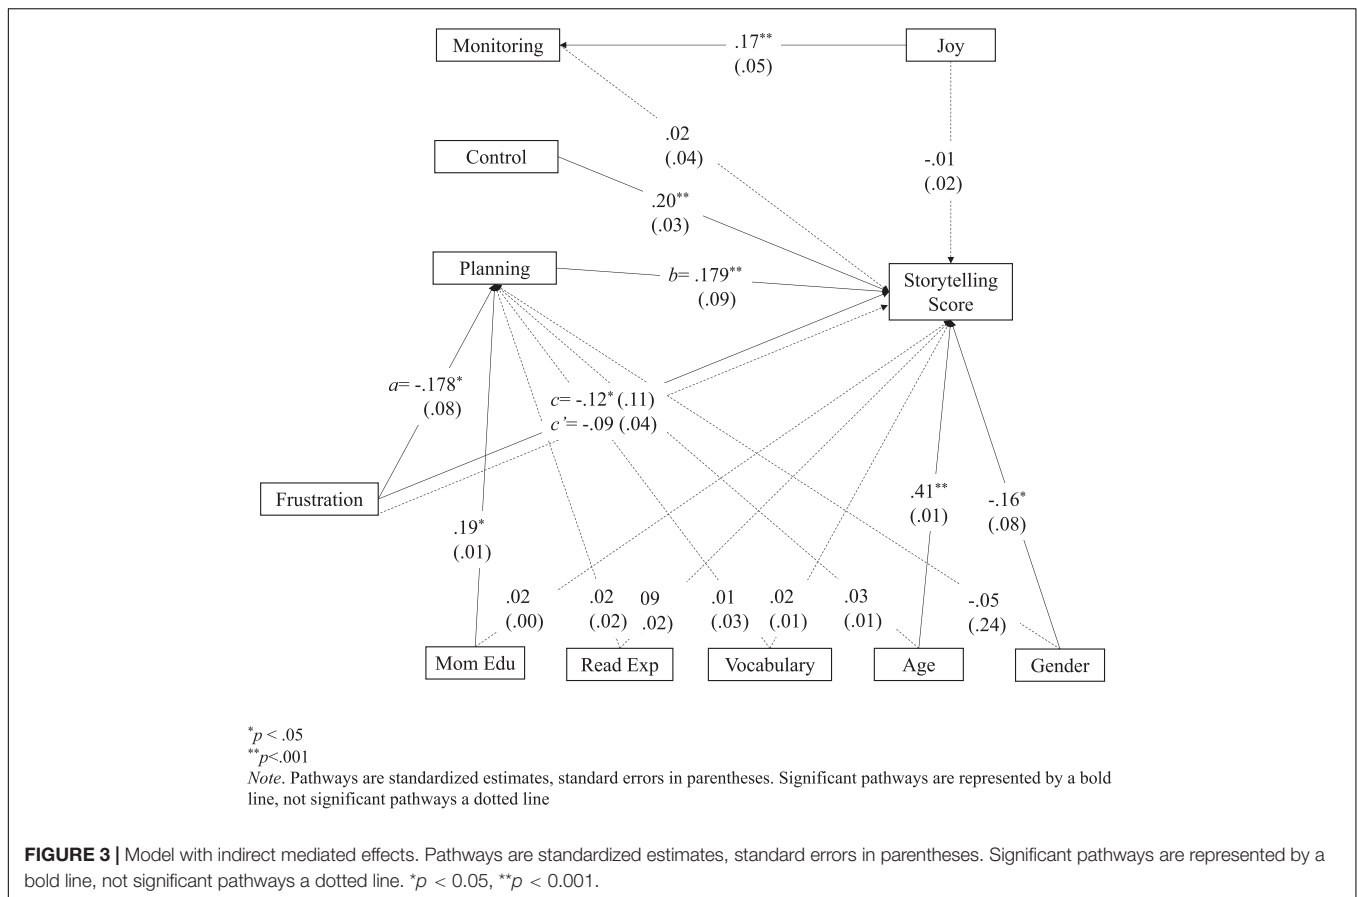 Monitoring
.17**
(.05)
Joy
.02
(.04)
-.01
(.02)
Control
.20**
(.03)
Planning
b= .179**
(.09)
Storytelling
Score
a= -.178*
(.08)
c= -.12* (.11)
c’= -.09 (.04)
Frustration
.19*
(.01)
.41**
(.01)
-.16*
(.08)
.02
(.00)
.02
(.02)
09
.02)
.01
(.03)
.02
(.01)
.03
(.01)
-.05
(.24)
Mom Edu
Read Exp
Vocabulary
Age
Gender
*p < .05
**p<.001
Note. Pathways are standardized estimates, standard errors in parentheses. Significant pathways are represented by a bold
line, not significant pathways a dotted line
FIGURE 3 | Model with indirect mediated effects. Pathways are standardized estimates, standard errors in parentheses. Significant pathways are represented by a
bold line, not significant pathways a dotted line. *p < 0.05, **p < 0.001.